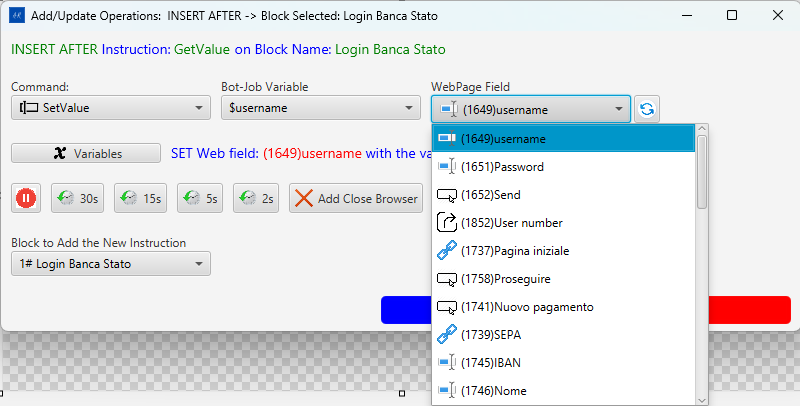 Add/Update Operations: INSERT AFTER -> Block Selected: Login Banca Stato
INSERT AFTER Instruction: GetValue on Block Name: Login Banca Stato
Command: Bot-Job Variable WebPage Field
SetValue $username (1649)username
(1649)username
Variables SET Web field: (1649)username with the va
(1651)Password
30s 15s 5s 2s Add Close Browser
(1652)Send
(1852)User number
Block to Add the New Instruction
(1737)Pagina iniziale
1# Login Banca Stato
(1758)Proseguire
(1741)Nuovo pagamento
(1739)SEPA
(1745)IBAN
(1746)Nome